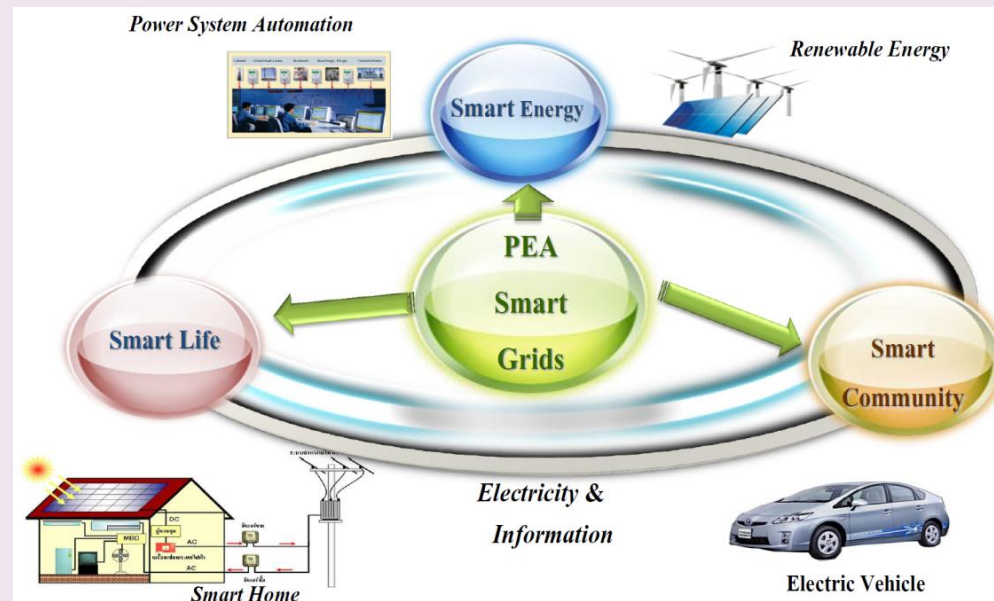 Power System Automation
Renewable Energy
Smart Energy
PEA
Smart
Grids
Smart Life
Smart
Community
Electricity &
Information
DC
AC
MDC
AC
Smart Home
Electric Vehicle